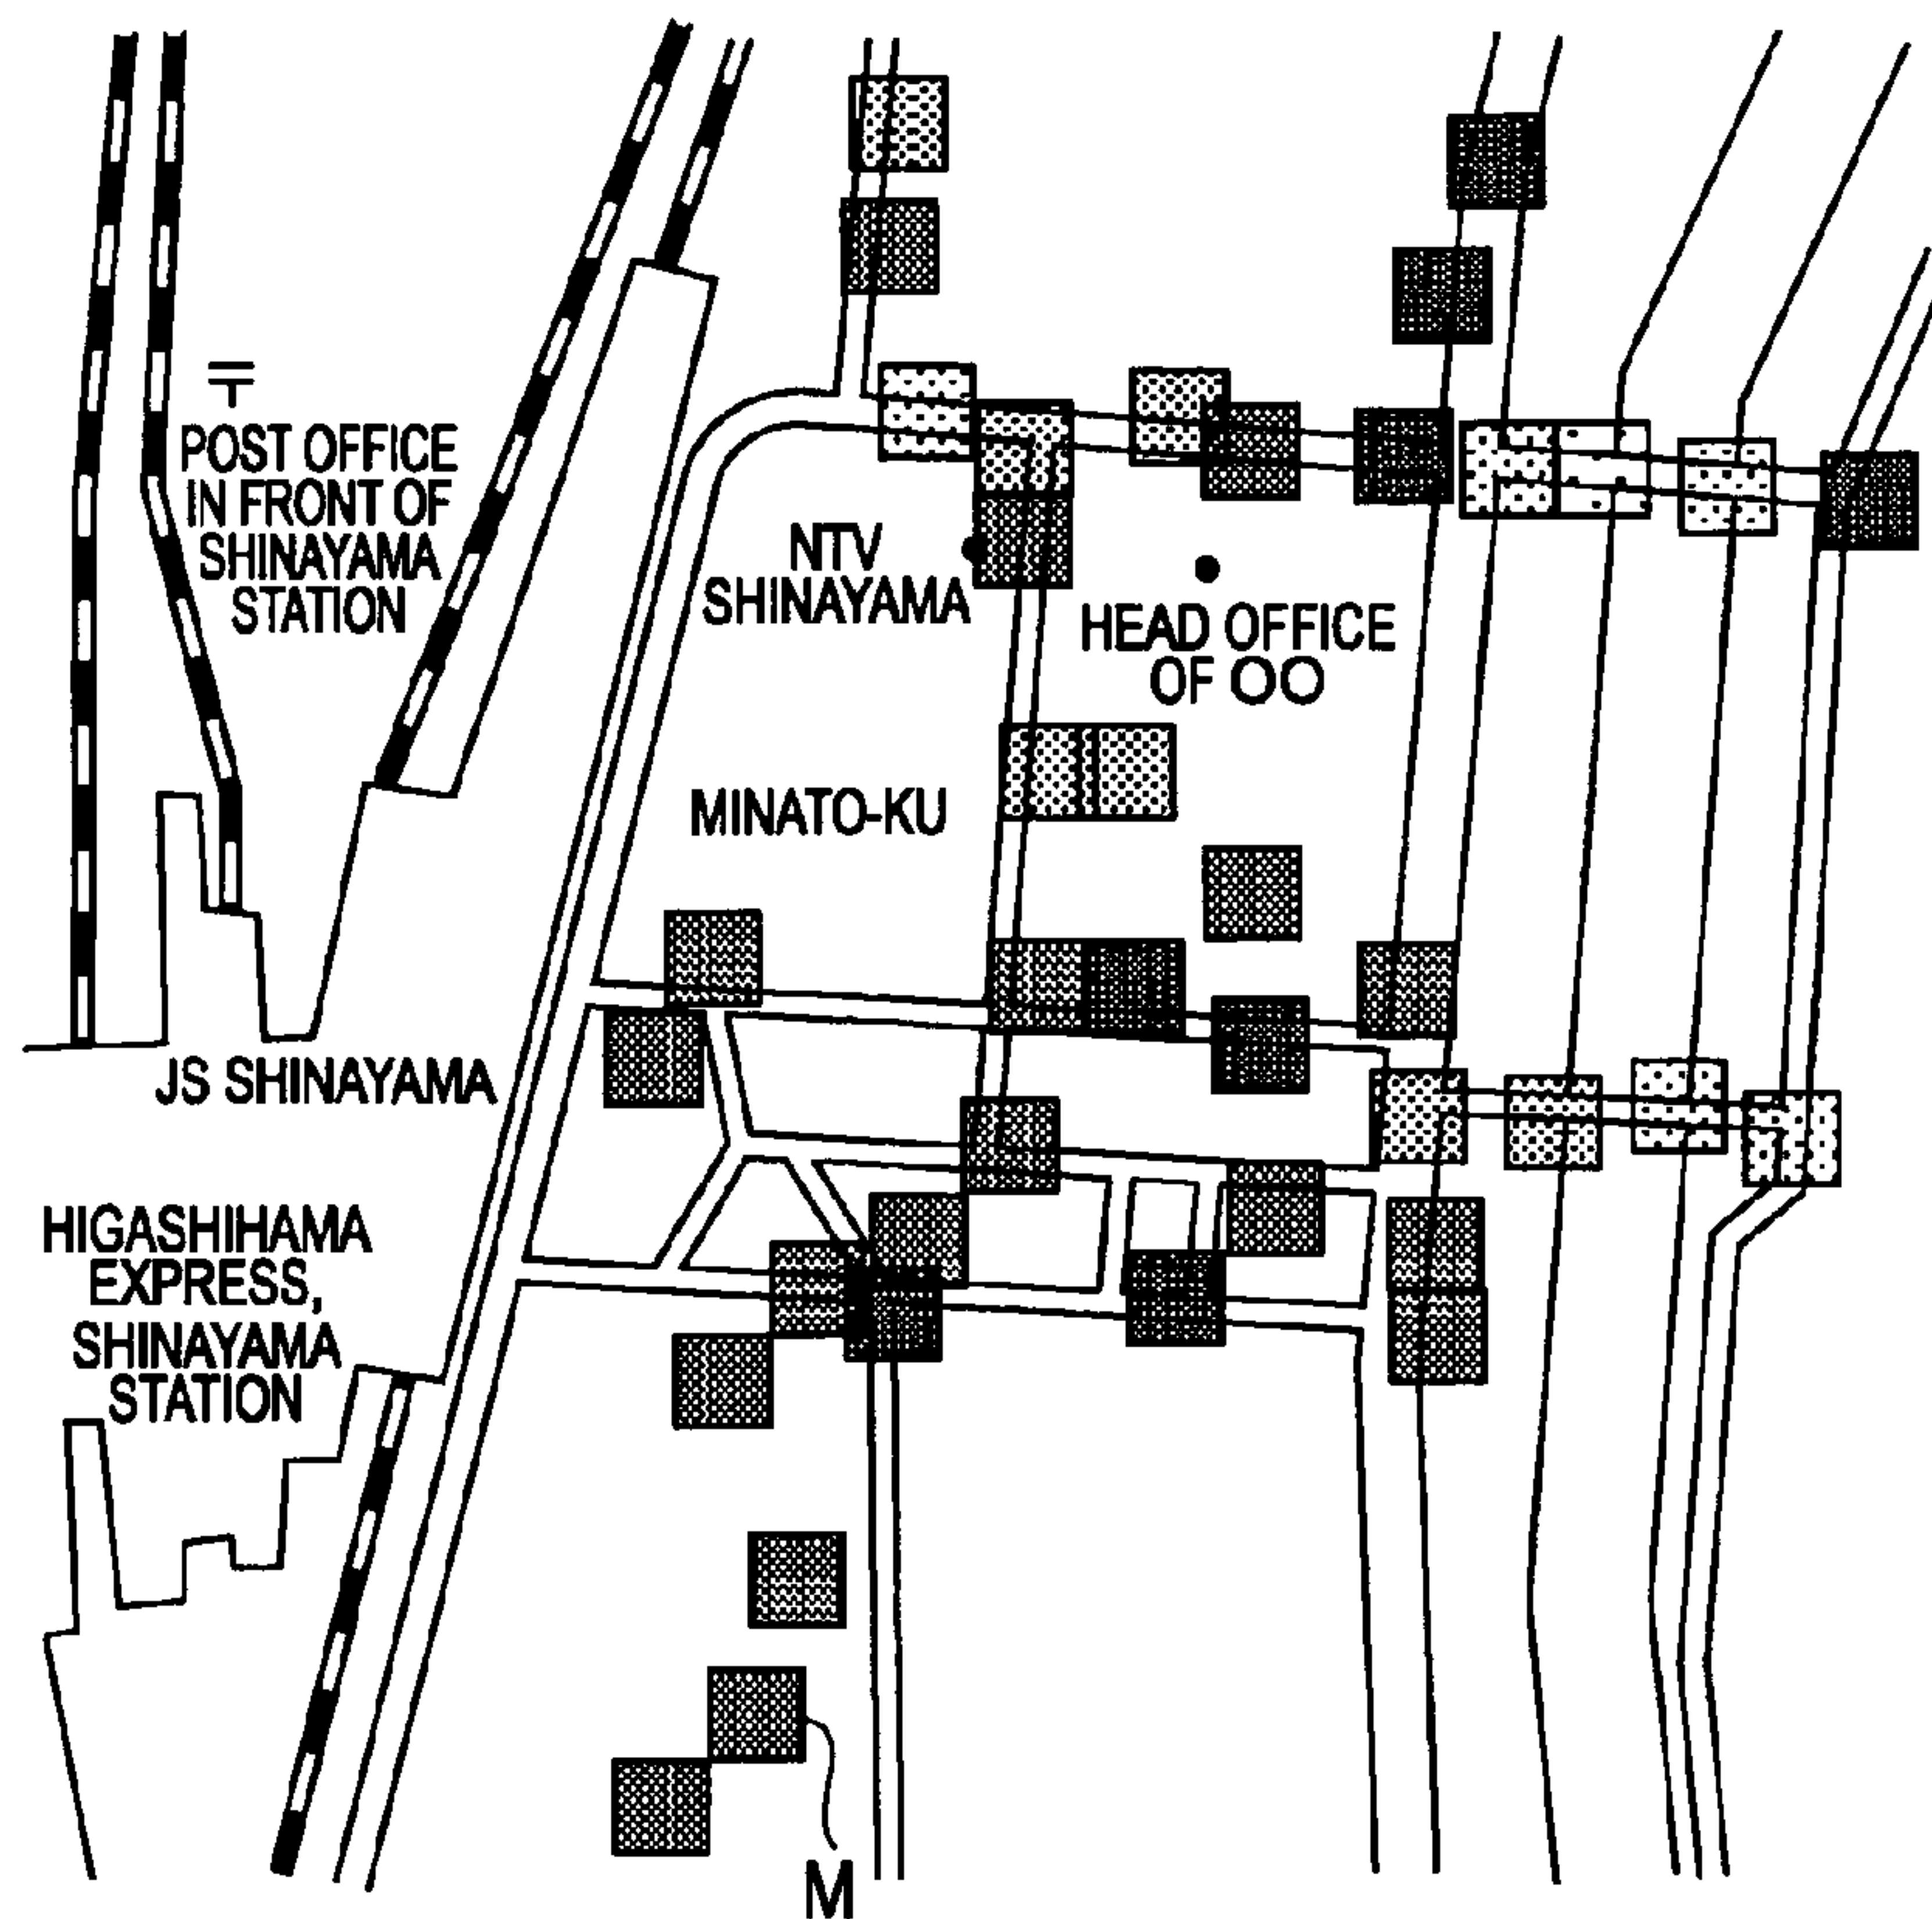 〒
POST OFFICE
IN FRONT OF
SHINAYAMA
STATION
NTV
SHINAYAMA
HEAD OFFICE
OF ○○
MINATO-KU
JS SHINAYAMA
HIGASHIHAMA
EXPRESS,
SHINAYAMA
STATION
M